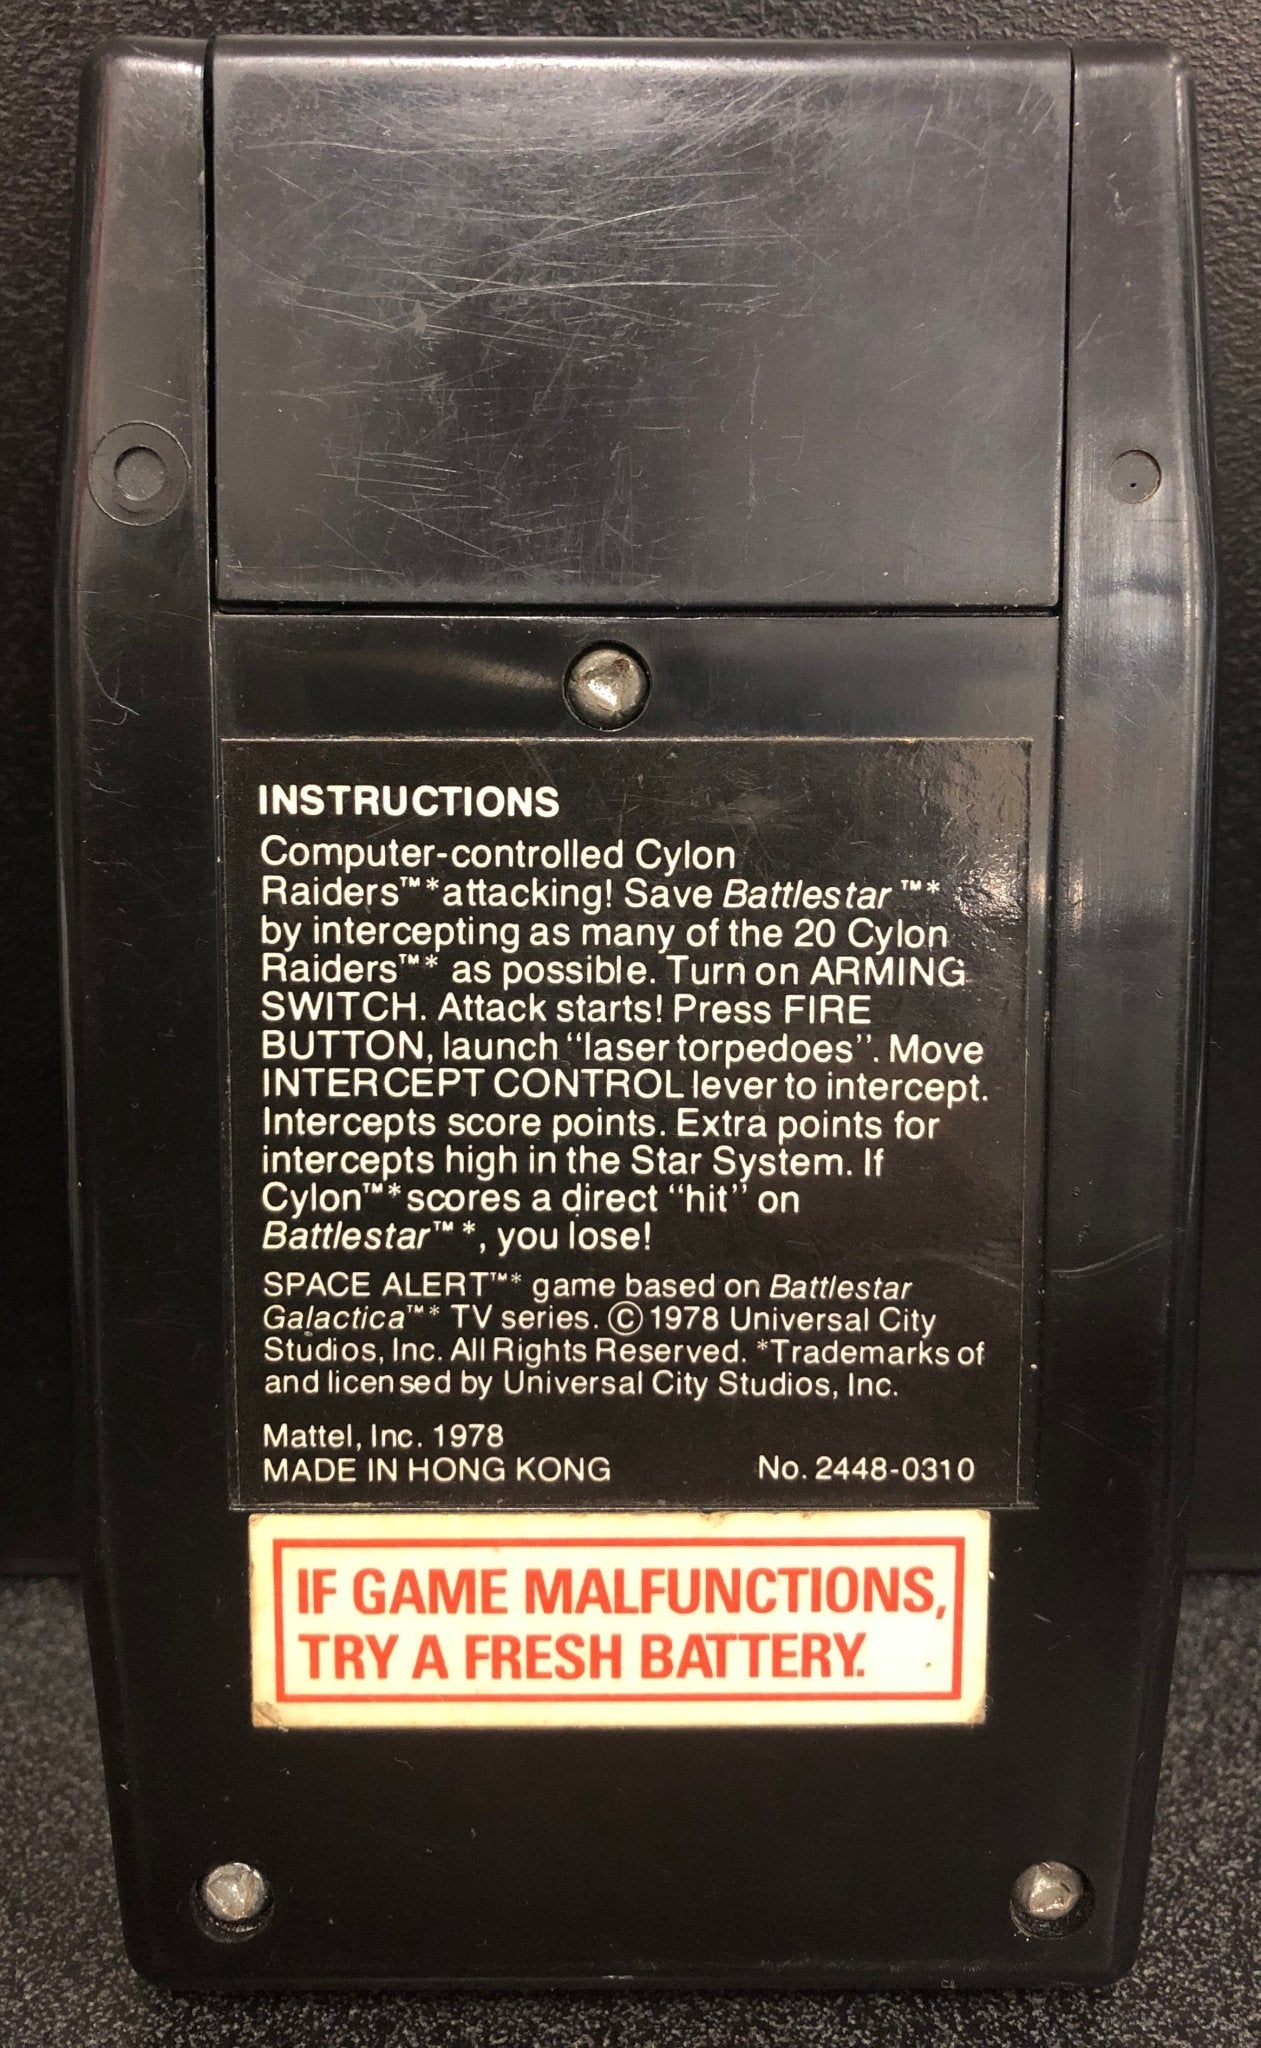 INSTRUCTIONS
Computer-controlled Cylon
Raiders™* attacking! Save Battlestar ™*
by intercepting as many of the 20 Cylon
Raiders™* as possible. Turn on ARMING
SWITCH. Attack starts! Press FIRE
BUTTON, launch "laser torpedoes". Move
INTERCEPT CONTROL lever to intercept.
Intercepts score points. Extra points for
intercepts high in the Star System. If
Cylon™* scores a direct "hit" on
Battlestar™*, you lose!
SPACE ALERT™* game based on Battlestar
Galactica™* TV series. © 1978 Universal City
Studios, Inc. All Rights Reserved. *Trademarks of
and licensed by Universal City Studios, Inc.
Mattel, Inc. 1978
MADE IN HONG KONG No. 2448-0310
IF GAME MALFUNCTIONS,
TRY A FRESH BATTERY.